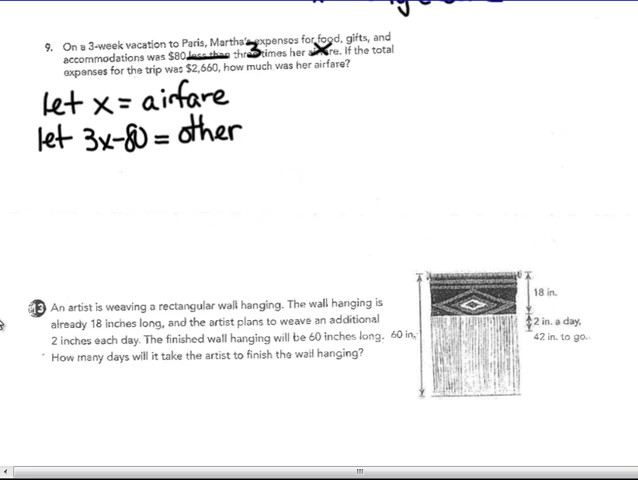 9. On a 3-week vacation to Paris, Martha's expenses for food, gifts, and
3 x
accommodations was $80 less than three times her airfare. If the total
expenses for the trip was $2,660, how much was her airfare?
let x = airfare
let 3x-80 = other
13 An artist is weaving a rectangular wall hanging. The wall hanging is
already 18 inches long, and the artist plans to weave an additional
2 inches each day. The finished wall hanging will be 60 inches long.
How many days will it take the artist to finish the wall hanging?
60 in.
18 in.
2 in. a day,
42 in. to go..